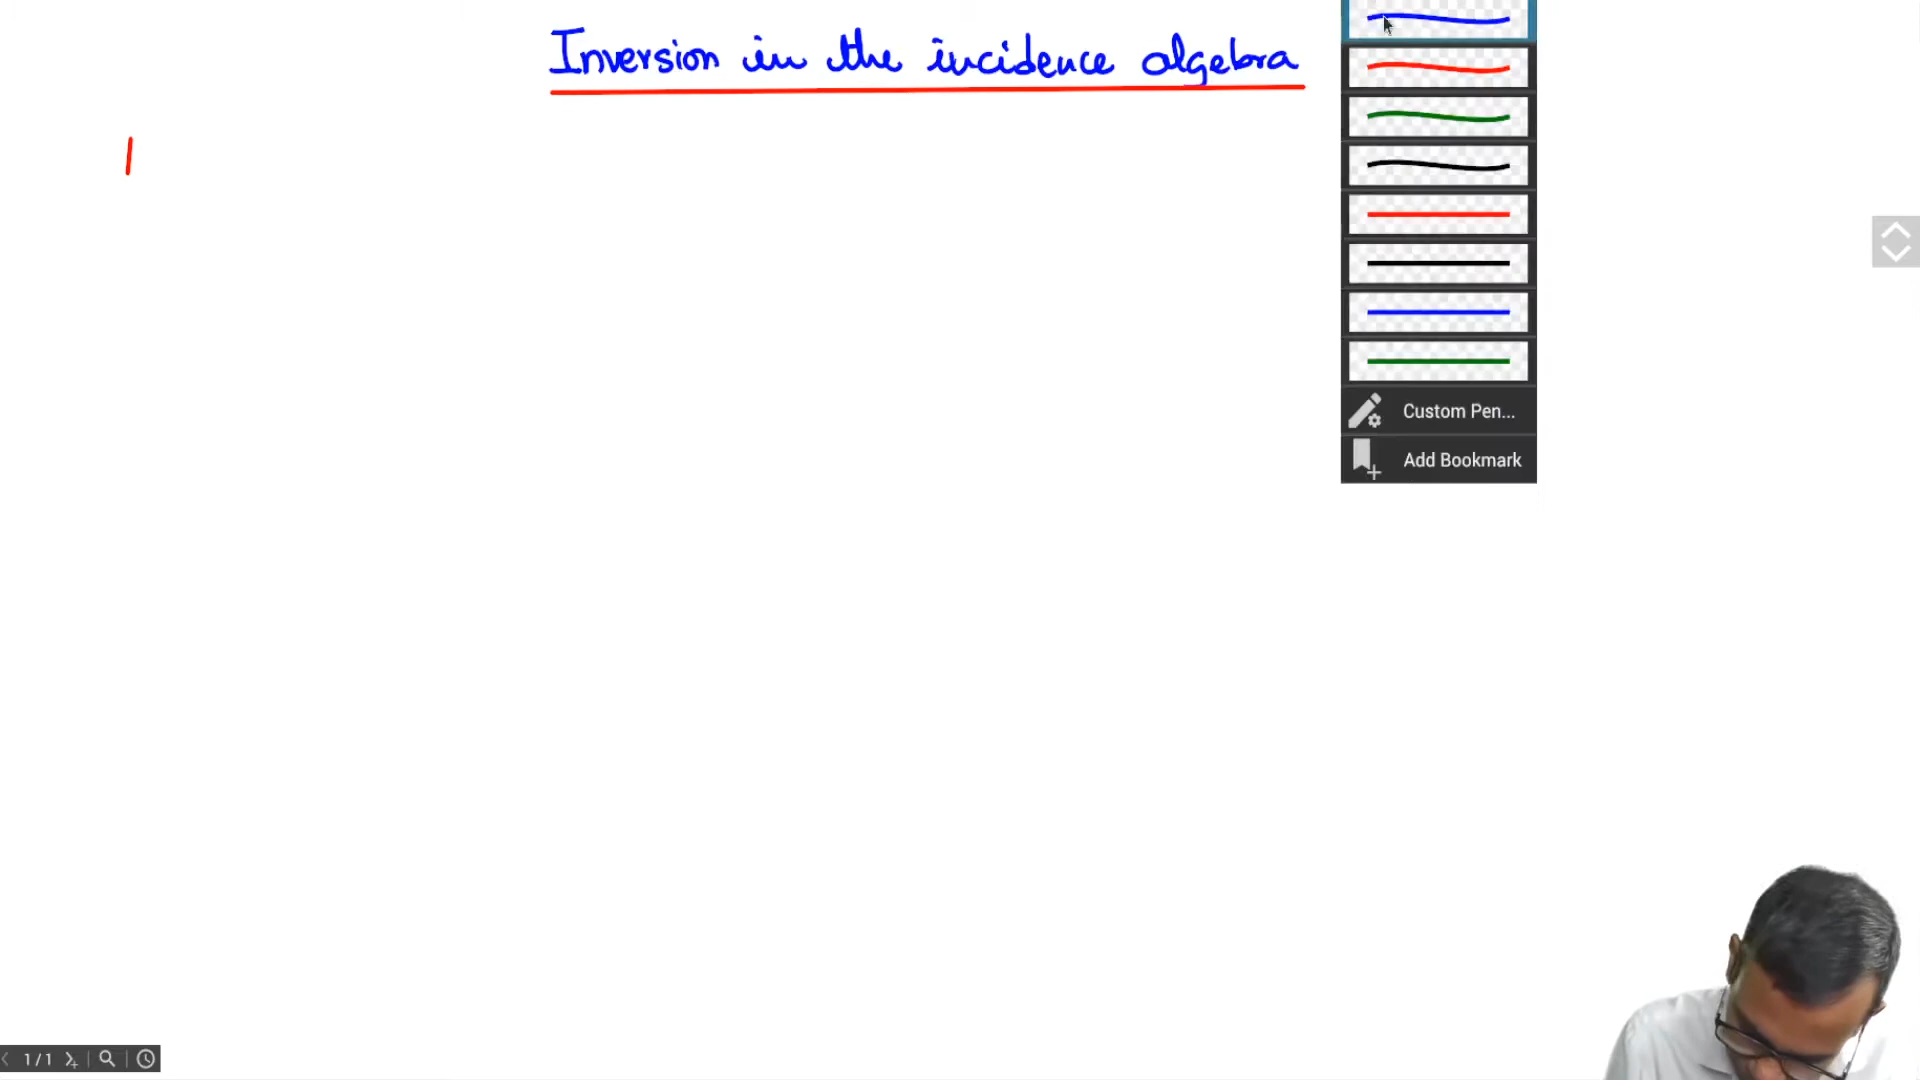 Inversion in the incidence algebra
Custom Pen...
Add Bookmark
1/1